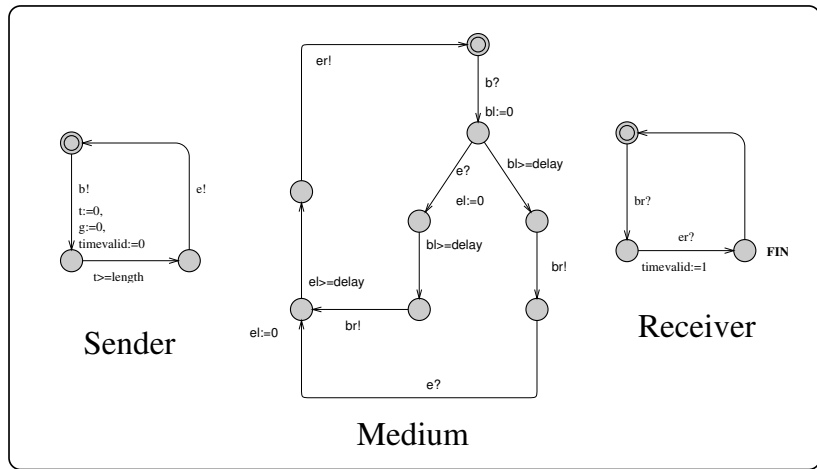 er!
b?
bl:=0
e?
el:=0
bl>=delay
bl>=delay
br!
el>=delay
el:=0
br!
e?
Medium
b!
t:=0,
g:=0,
timevalid:=0
e!
t>=length
Sender
br?
er?
timevalid:=1
FIN
Receiver